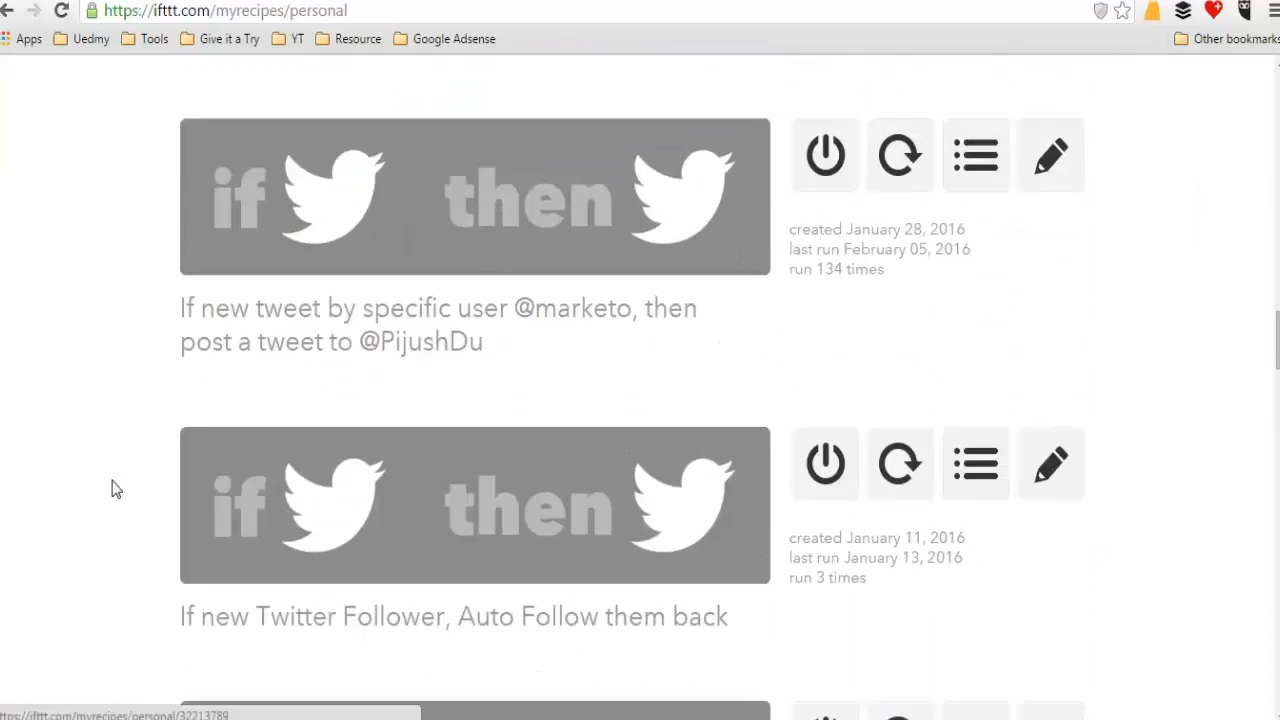 https://ifttt.com/myrecipes/personal
Apps Uedmy Tools Give it a Try YT Resource Google Adsense Other bookmarks
if then
created January 28, 2016
last run February 05, 2016
run 134 times
If new tweet by specific user @marketo, then
post a tweet to @PijushDu
if then
created January 11, 2016
last run January 13, 2016
run 3 times
If new Twitter Follower, Auto Follow them back
https://ifttt.com/myrecipes/personal/32213789